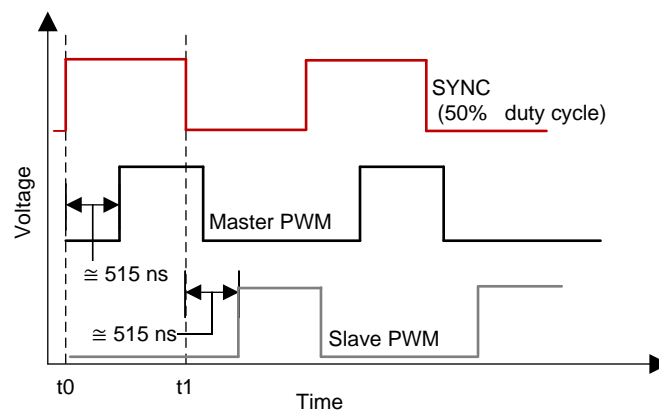 SYNC
(50% duty cycle)
Voltage
Master PWM
≅ 515 ns
≅ 515 ns
Slave PWM
t0
t1
Time